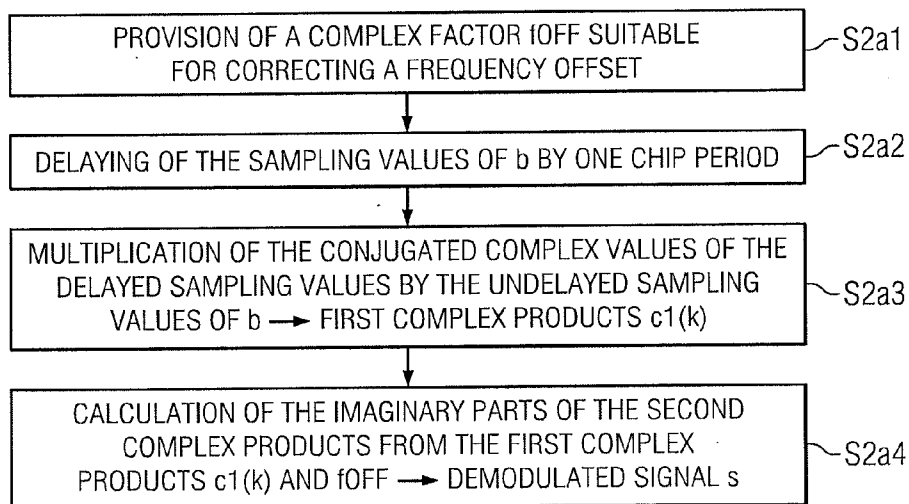 PROVISION OF A COMPLEX FACTOR fOFF SUITABLE
FOR CORRECTING A FREQUENCY OFFSET
S2a1
DELAYING OF THE SAMPLING VALUES OF b BY ONE CHIP PERIOD
S2a2
MULTIPLICATION OF THE CONJUGATED COMPLEX VALUES OF THE
DELAYED SAMPLING VALUES BY THE UNDELAYED SAMPLING
VALUES OF b → FIRST COMPLEX PRODUCTS c1(k)
S2a3
CALCULATION OF THE IMAGINARY PARTS OF THE SECOND
COMPLEX PRODUCTS FROM THE FIRST COMPLEX
PRODUCTS c1(k) AND fOFF → DEMODULATED SIGNAL s
S2a4